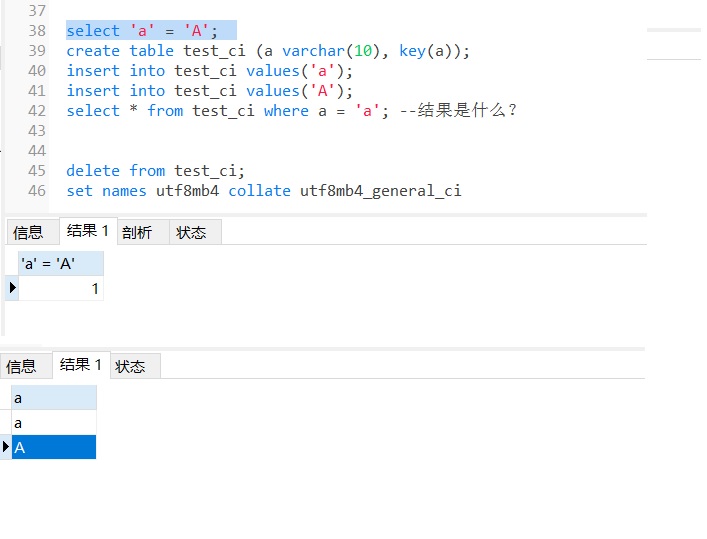 37
38 select 'a' = 'A';
39 create table test_ci (a varchar(10), key(a));
40 insert into test_ci values('a');
41 insert into test_ci values('A');
42 select * from test_ci where a = 'a'; --结果是什么?
43
44
45 delete from test_ci;
46 set names utf8mb4 collate utf8mb4_general_ci
信息 结果 1 剖析 状态
'a' = 'A'
1
信息 结果 1 状态
a
a
A